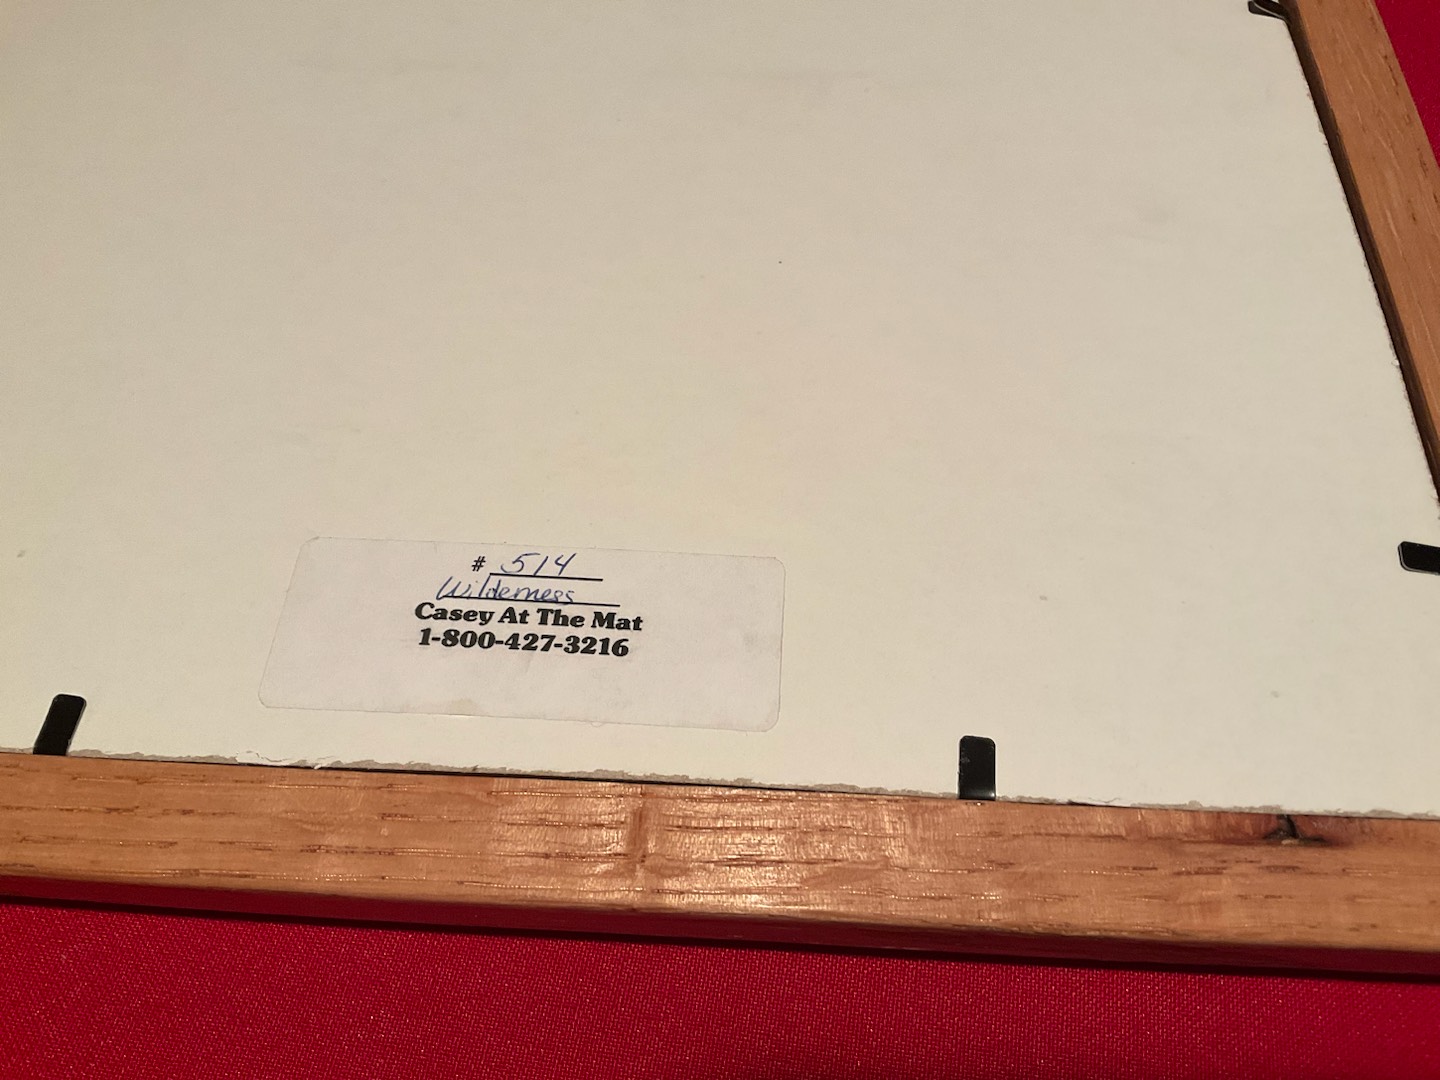 # 514
Wilderness
Casey At The Mat
1-800-427-3216